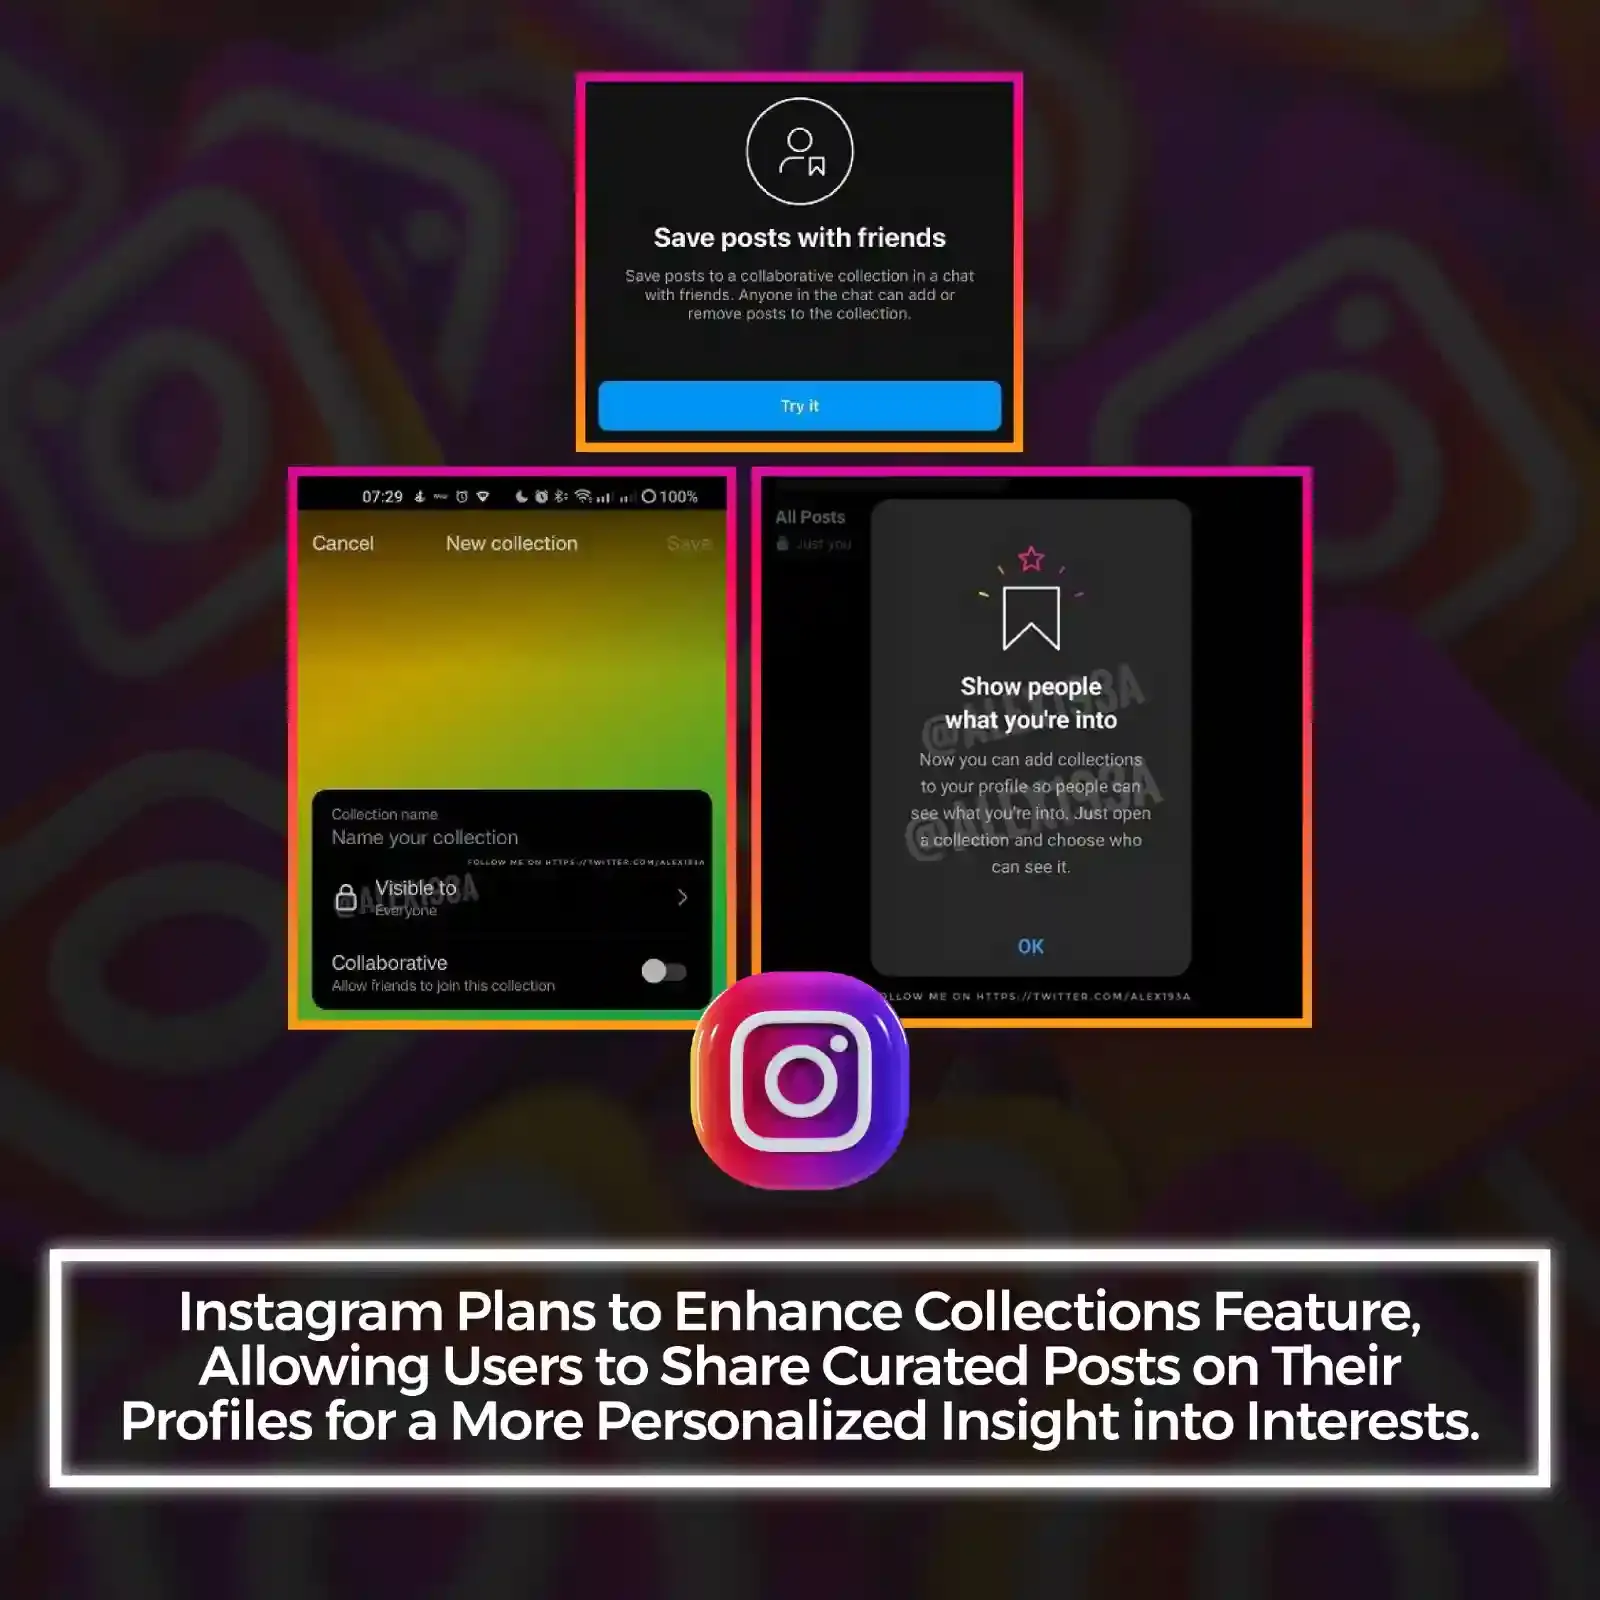 Save posts with friends
Save posts to a collaborative collection in a chat
with friends. Anyone in the chat can add or
remove posts to the collection.
Try it
07:29
100%
Cancel
New collection
Save
Collection name
Name your collection
FOLLOW ME ON HTTPS://TWITTER.COM/ALEX193A
@ALEX193A
Visible to
Everyone
Collaborative
Allow friends to join this collection
All Posts
Just you
Show people
what you're into
@ALEX193A
Now you can add collections
to your profile so people can
see what you're into. Just open
a collection and choose who
can see it.
@ALEX193A
OK
LLOW ME ON HTTPS://TWITTER.COM/ALEX193A
Instagram Plans to Enhance Collections Feature,
Allowing Users to Share Curated Posts on Their
Profiles for a More Personalized Insight into Interests.